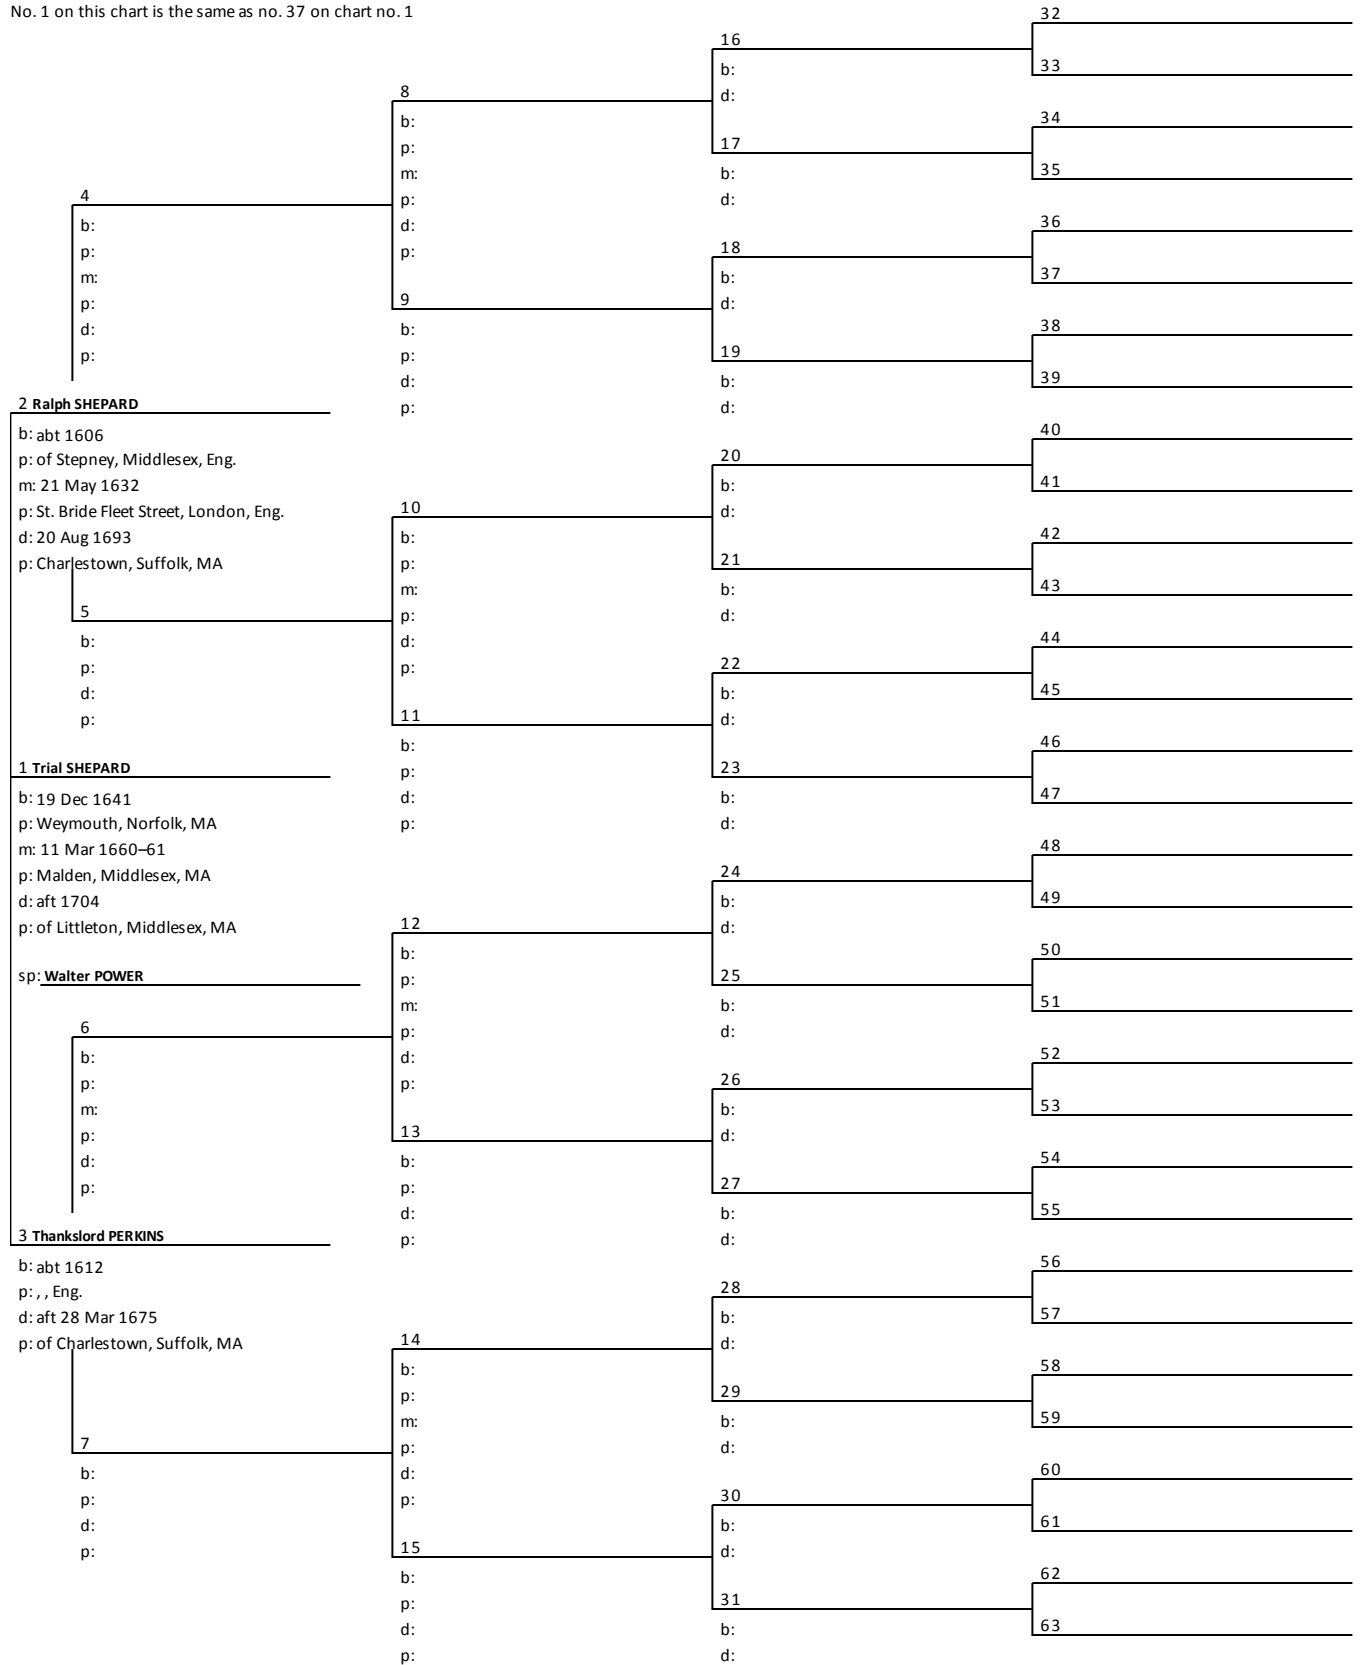 No. 1 on this chart is the same as no. 37 on chart no. 1
4
b:
p:
m:
p:
d:
p:
2 Ralph SHEPARD
b: abt 1606
p: of Stepney, Middlesex, Eng.
m: 21 May 1632
p: St. Bride Fleet Street, London, Eng.
d: 20 Aug 1693
p: Charlestown, Suffolk, MA
5
b:
p:
d:
p:
1 Trial SHEPARD
b: 19 Dec 1641
p: Weymouth, Norfolk, MA
m: 11 Mar 1660–61
p: Malden, Middlesex, MA
d: aft 1704
p: of Littleton, Middlesex, MA
sp: Walter POWER
6
b:
p:
m:
p:
d:
p:
3 Thankslord PERKINS
b: abt 1612
p: , , Eng.
d: aft 28 Mar 1675
p: of Charlestown, Suffolk, MA
7
b:
p:
d:
p:
8
b:
p:
m:
p:
d:
p:
9
b:
p:
d:
p:
10
b:
p:
m:
p:
d:
p:
11
b:
p:
d:
p:
12
b:
p:
m:
p:
d:
p:
13
b:
p:
d:
p:
14
b:
p:
m:
p:
d:
p:
15
b:
p:
d:
p:
16
b:
d:
17
b:
d:
18
b:
d:
19
b:
d:
20
b:
d:
21
b:
d:
22
b:
d:
23
b:
d:
24
b:
d:
25
b:
d:
26
b:
d:
27
b:
d:
28
b:
d:
29
b:
d:
30
b:
d:
31
b:
d:
32
33
34
35
36
37
38
39
40
41
42
43
44
45
46
47
48
49
50
51
52
53
54
55
56
57
58
59
60
61
62
63